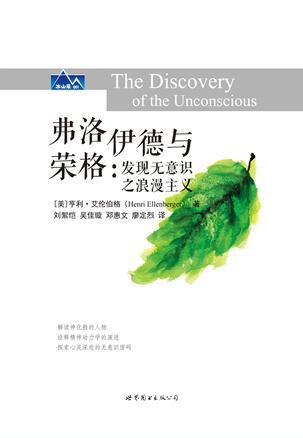 冰山崖 001
The Discovery
of the Unconscious
弗洛伊德与
荣格：发现无意识
之浪漫主义
[美]亨利·艾伦伯格 (Henri Ellenberger) 著
刘絮恺 吴佳璇 邓惠文 廖定烈 译
解读神化般的人物
诠释精神动力学的演进
探索心灵深处的无意识密码
世界图书出版公司